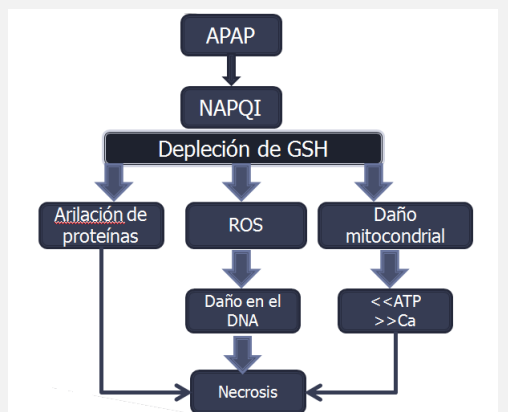 APAP
NAPQI
Depleción de GSH
Arilación de
proteínas
ROS
Daño
mitocondrial
Daño en el
DNA
<<ATP
>>Ca
Necrosis